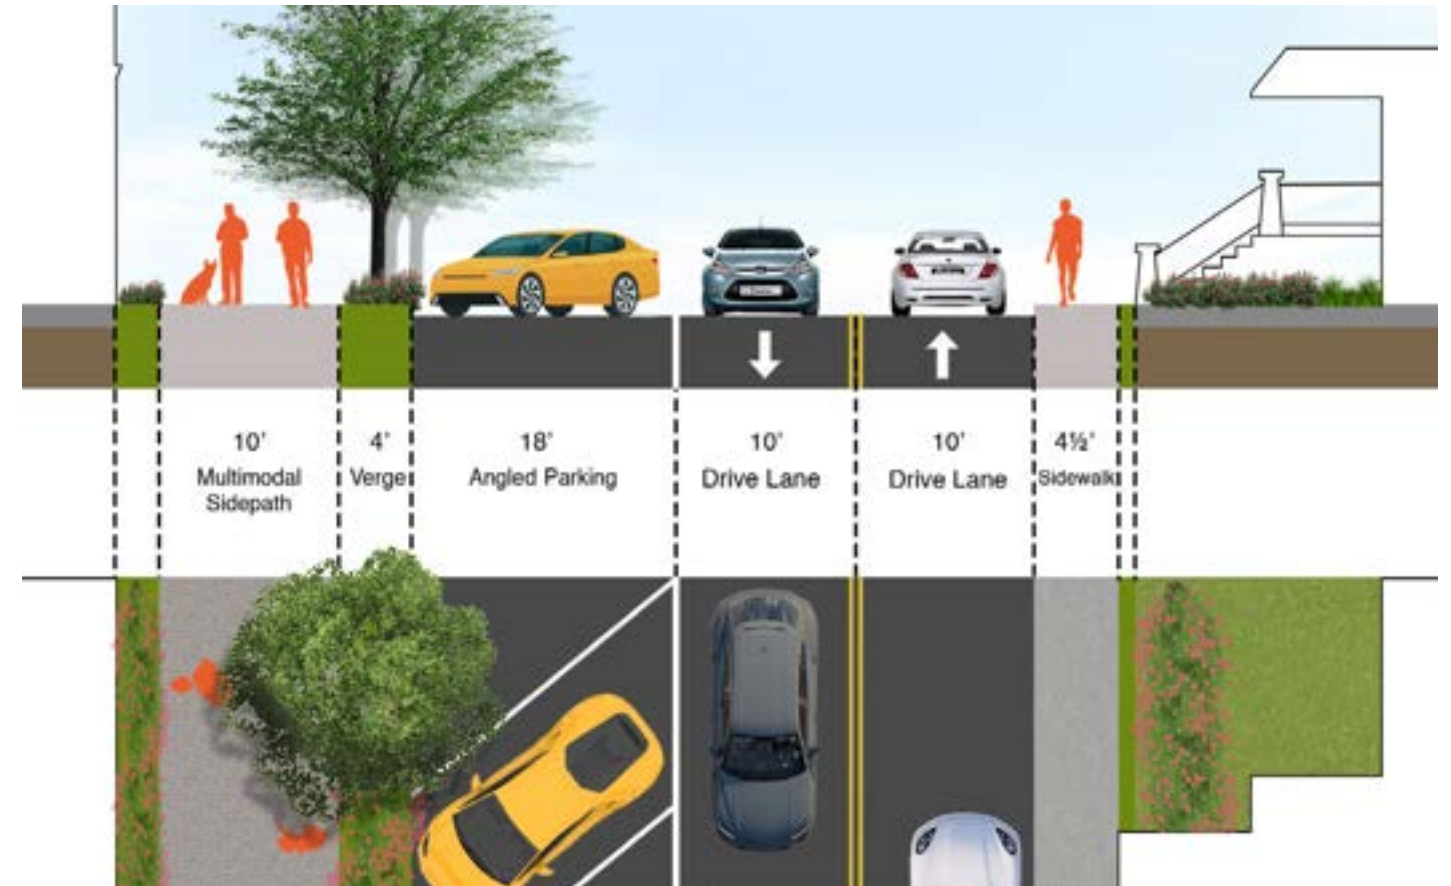 10' 4' 18' 10' 10' 4½'
Multimodal Verge Angled Parking Drive Lane Drive Lane Sidewalk
Sidepath